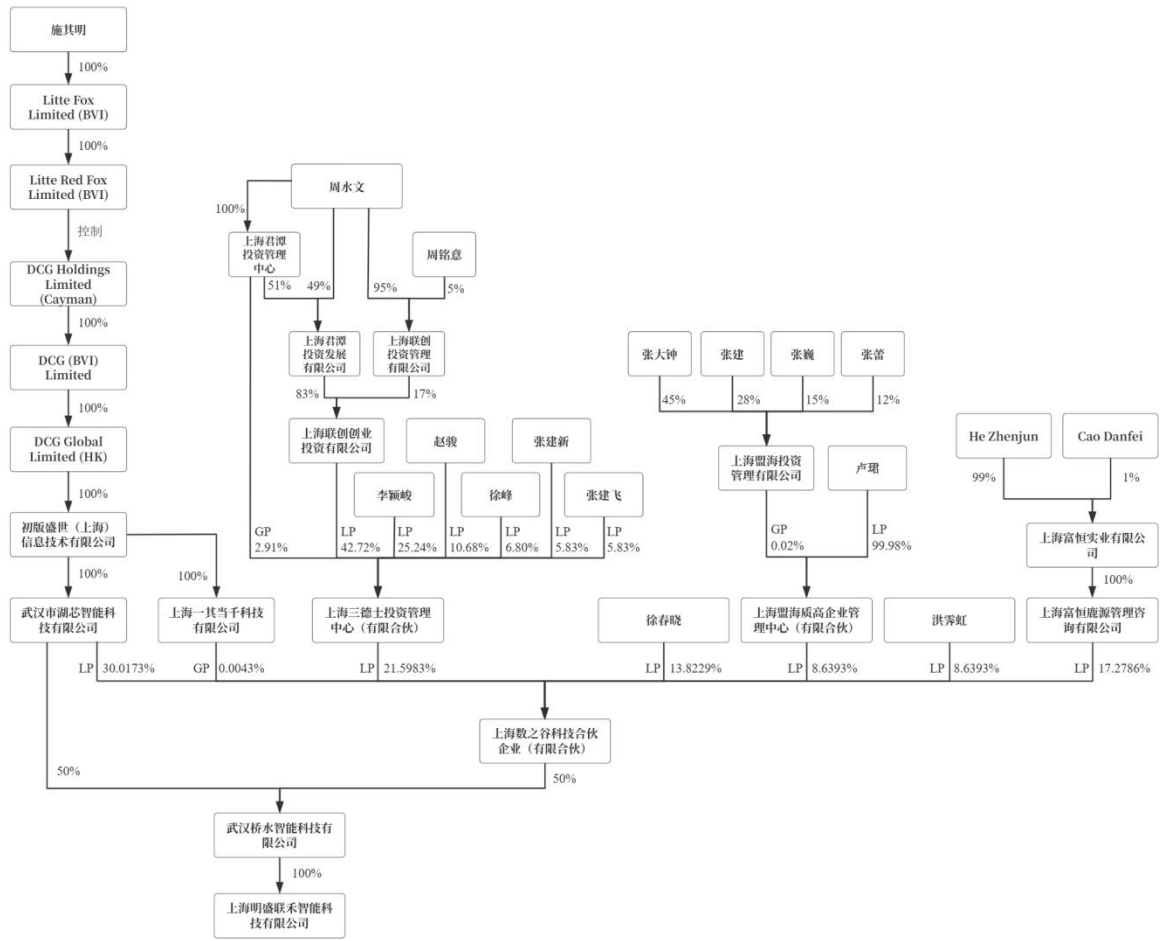 施其明
100%
Litte Fox
Limited (BVI)
100%
Litte Red Fox
Limited (BVI)
控制
DCG Holdings
Limited
(Cayman)
100%
DCG (BVI)
Limited
100%
DCG Global
Limited (HK)
100%
初版盛世（上海）
信息技术有限公司
100%
100%
武汉市湖芯智能科
技有限公司
上海一其当千科技
有限公司
周水文
100%
上海君潭
投资管理
中心
51%
49%
95%
周铭意
5%
上海君潭
投资发展
有限公司
上海联创
投资管理
有限公司
83%
17%
上海联创创业
投资有限公司
李颖峻
赵骏
徐峰
张建新
张建飞
GP
2.91%
LP
42.72%
LP
25.24%
LP
10.68%
LP
6.80%
LP
5.83%
LP
5.83%
上海三德士投资管理
中心（有限合伙）
张大钟
张建
张巍
张蕾
45%
28%
15%
12%
上海盟海投资
管理有限公司
卢珺
GP
0.02%
LP
99.98%
徐春晓
上海盟海质高企业管
理中心（有限合伙）
洪霁虹
He Zhenjun
Cao Danfei
99%
1%
上海富恒实业有限公
司
100%
上海富恒鹿源管理咨
询有限公司
LP 30.0173%
GP 0.0043%
LP 21.5983%
LP 13.8229%
LP 8.6393%
LP 8.6393%
LP 17.2786%
上海数之谷科技合伙
企业（有限合伙）
50%
50%
武汉桥水智能科技有
限公司
100%
上海明盛联禾智能科
技有限公司